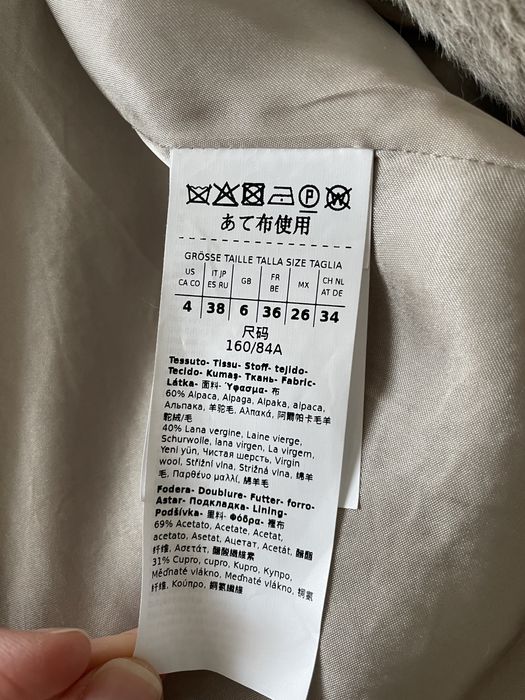 P W
あて布使用
GRÖSSE TAILLE TALLA SIZE TAGLIA
US CA CO IT JP ES RU GB FR BE MX CH NL AT DE
4 38 6 36 26 34
尺码
160/84A
Tessuto- Tissu- Stoff- tejido-
Tecido- Kumaş- Ткань- Fabric-
Látka- 面料- Ύφασμα- 布
60% Alpaca, Alpaga, Alpaka, alpaca,
Альпака, 羊驼毛, Αλπακά, 阿爾帕卡毛羊
駝絨/毛
40% Lana vergine, Laine vierge,
Schurwolle, lana virgen, La virgem,
Yeni yün, Чистая шерсть, Virgin
wool, Střižní vlna, Strižná vlna, 绵羊
毛, Παρθένο μαλλί, 綿羊毛
Fodera- Doublure- Futter- forro-
Astar- Подкладка- Lining-
Podšívka- 里料- Φόδρα- 裡布
69% Acetato, Acetate, Acetat,
acetato, Asetat, Ацетат, Acetát, 醋酯
纤维, Ασετάτ, 醋酸纖維素
31% Cupro, cupro, Kupro, Купро,
Měďnaté vlákno, Meďnaté vlákno, 铜氨
纤维, Κούπρο, 銅氨纖維